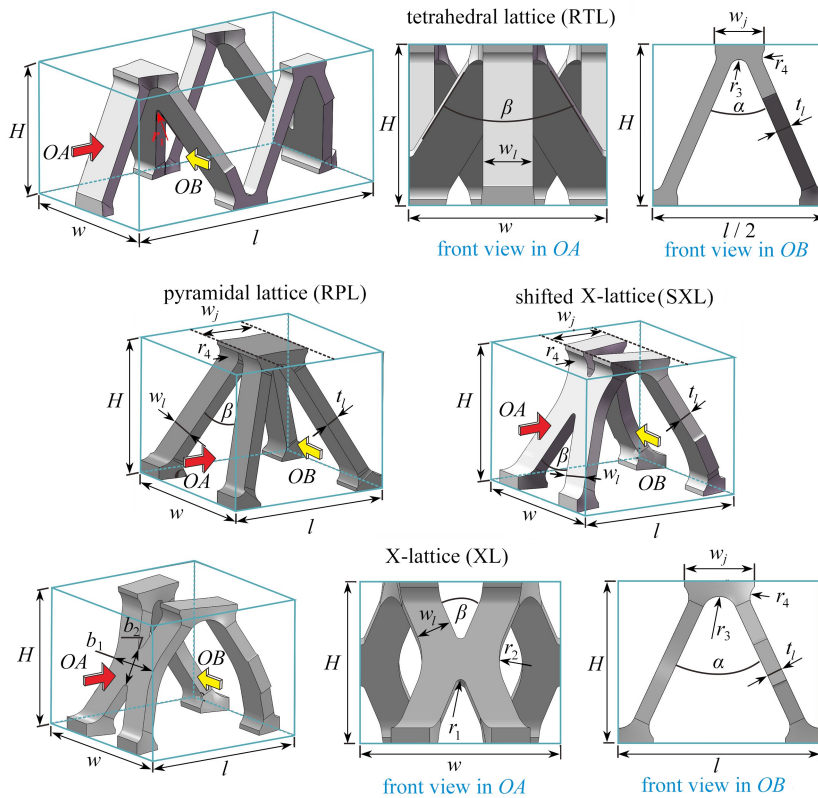 tetrahedral lattice (RTL)
w_j
H
OA
r_1
OB
w
l
H
β
w_l
w
front view in OA
H
r_4
r_3
α
t_l
l / 2
front view in OB
pyramidal lattice (RPL)
w_j
r_4
H
w_l
β
t_l
OA
OB
w
l
shifted X-lattice (SXL)
w_j
r_4
H
OA
t_l
β
w_l
OB
w
l
X-lattice (XL)
b_2
b_1
H
OA
OB
w
l
H
w_l
β
r_2
r_1
w
front view in OA
w_j
H
r_4
r_3
t_l
α
l
front view in OB